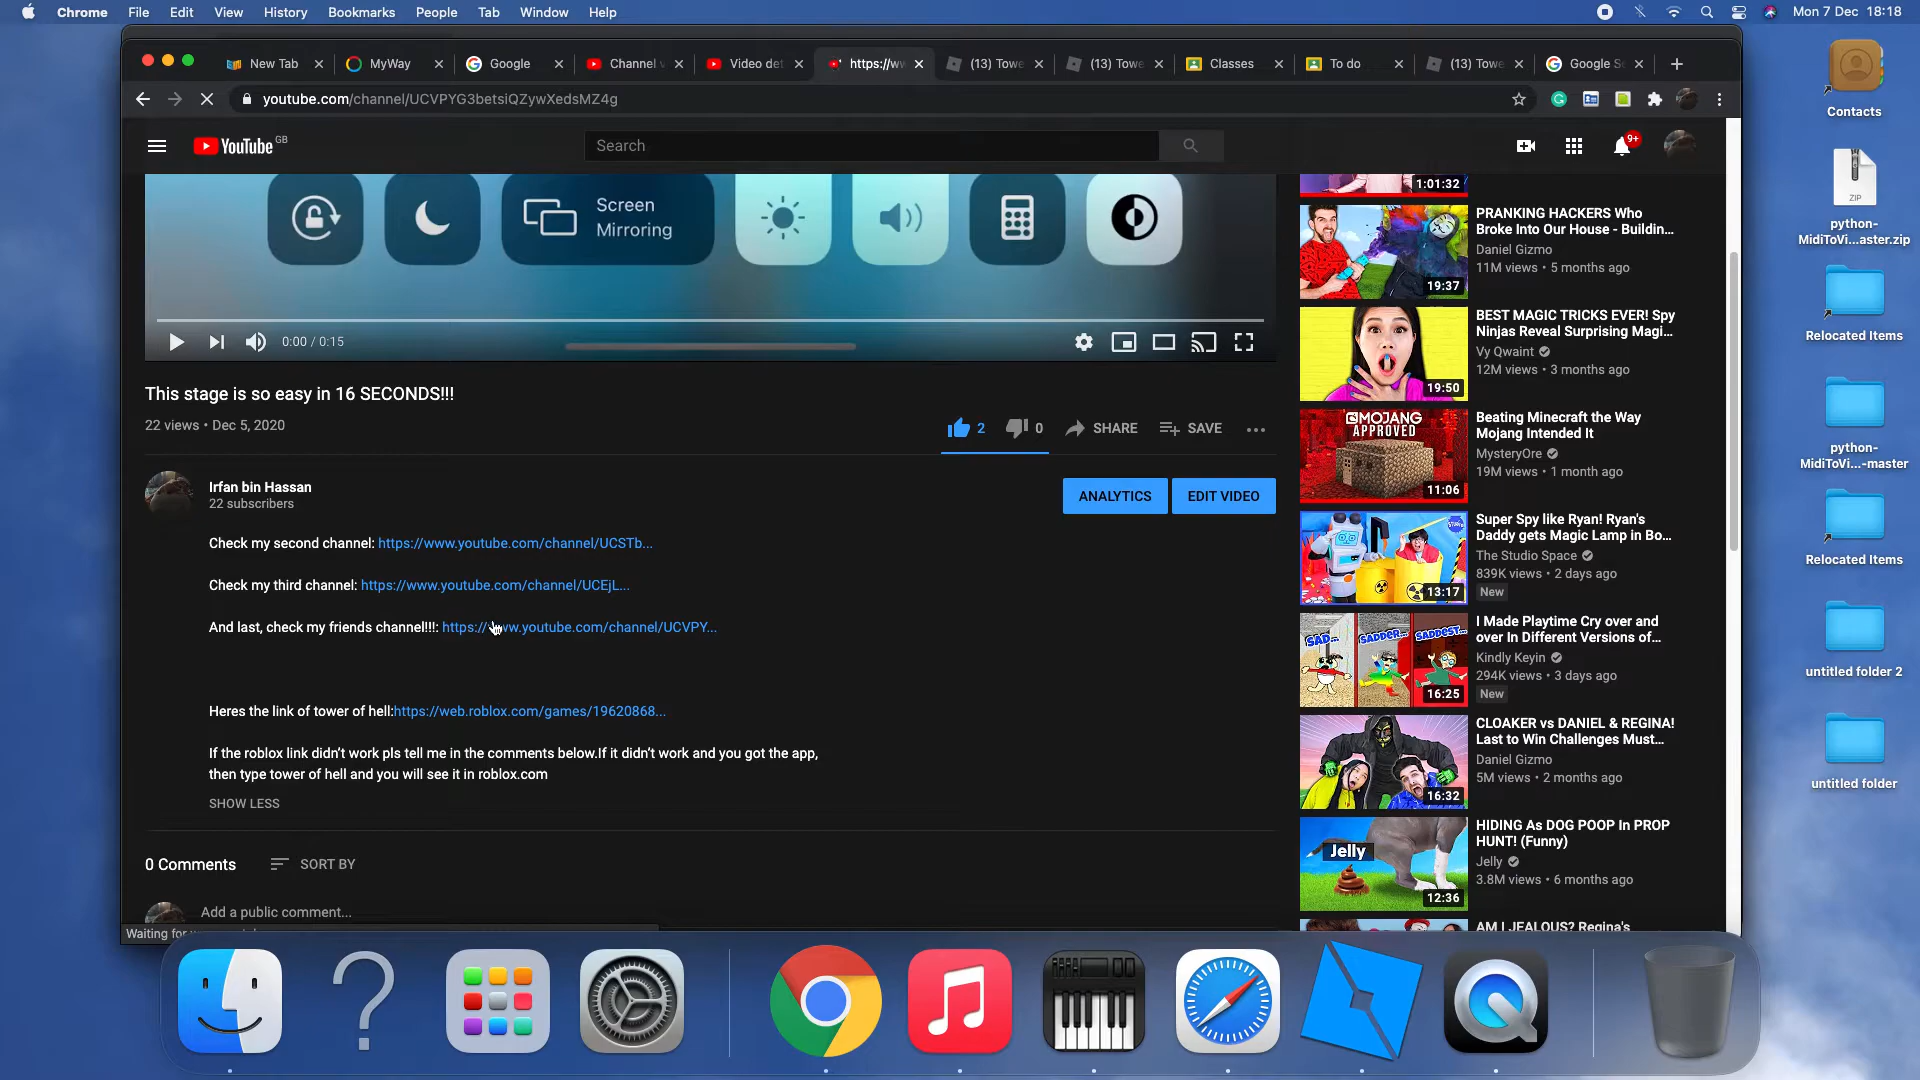 Chrome File Edit View History Bookmarks People Tab Window Help Mon 7 Dec 18:18
New Tab MyWay Google Channel Video det https://ww (13) Towe (13) Towe Classes To do (13) Towe Google S
youtube.com/channel/UCVPYG3betsiQZywXedsMZ4g
YouTube GB Search 9+
Screen
Mirroring
0:00 / 0:15
This stage is so easy in 16 SECONDS!!!
22 views • Dec 5, 2020
2 0 SHARE SAVE
Irfan bin Hassan
22 subscribers
ANALYTICS EDIT VIDEO
Check my second channel: https://www.youtube.com/channel/UCSTb...
Check my third channel: https://www.youtube.com/channel/UCEjL...
And last, check my friends channel!!!: https://www.youtube.com/channel/UCVPY...
Heres the link of tower of hell:https://web.roblox.com/games/19620868...
If the roblox link didn't work pls tell me in the comments below.If it didn't work and you got the app,
then type tower of hell and you will see it in roblox.com
SHOW LESS
0 Comments SORT BY
Add a public comment...
Waiting for
1:01:32
PRANKING HACKERS Who
Broke Into Our House - Buildin...
Daniel Gizmo
11M views • 5 months ago
19:37
BEST MAGIC TRICKS EVER! Spy
Ninjas Reveal Surprising Magi...
Vy Qwaint
12M views • 3 months ago
19:50
MOJANG
APPROVED
Beating Minecraft the Way
Mojang Intended It
MysteryOre
19M views • 1 month ago
11:06
Super Spy like Ryan! Ryan's
Daddy gets Magic Lamp in Bo...
The Studio Space
839K views • 2 days ago
New
13:17
SAD... SADDER... SADDEST...
I Made Playtime Cry over and
over In Different Versions of...
Kindly Keyin
294K views • 3 days ago
New
16:25
CLOAKER vs DANIEL & REGINA!
Last to Win Challenges Must...
Daniel Gizmo
5M views • 2 months ago
16:32
HIDING As DOG POOP In PROP
HUNT! (Funny)
Jelly
Jelly
3.8M views • 6 months ago
12:36
AM I JEALOUS? Regina's
Contacts
ZIP
python-
MidiToVi...aster.zip
Relocated Items
python-
MidiToVi...-master
Relocated Items
untitled folder 2
untitled folder